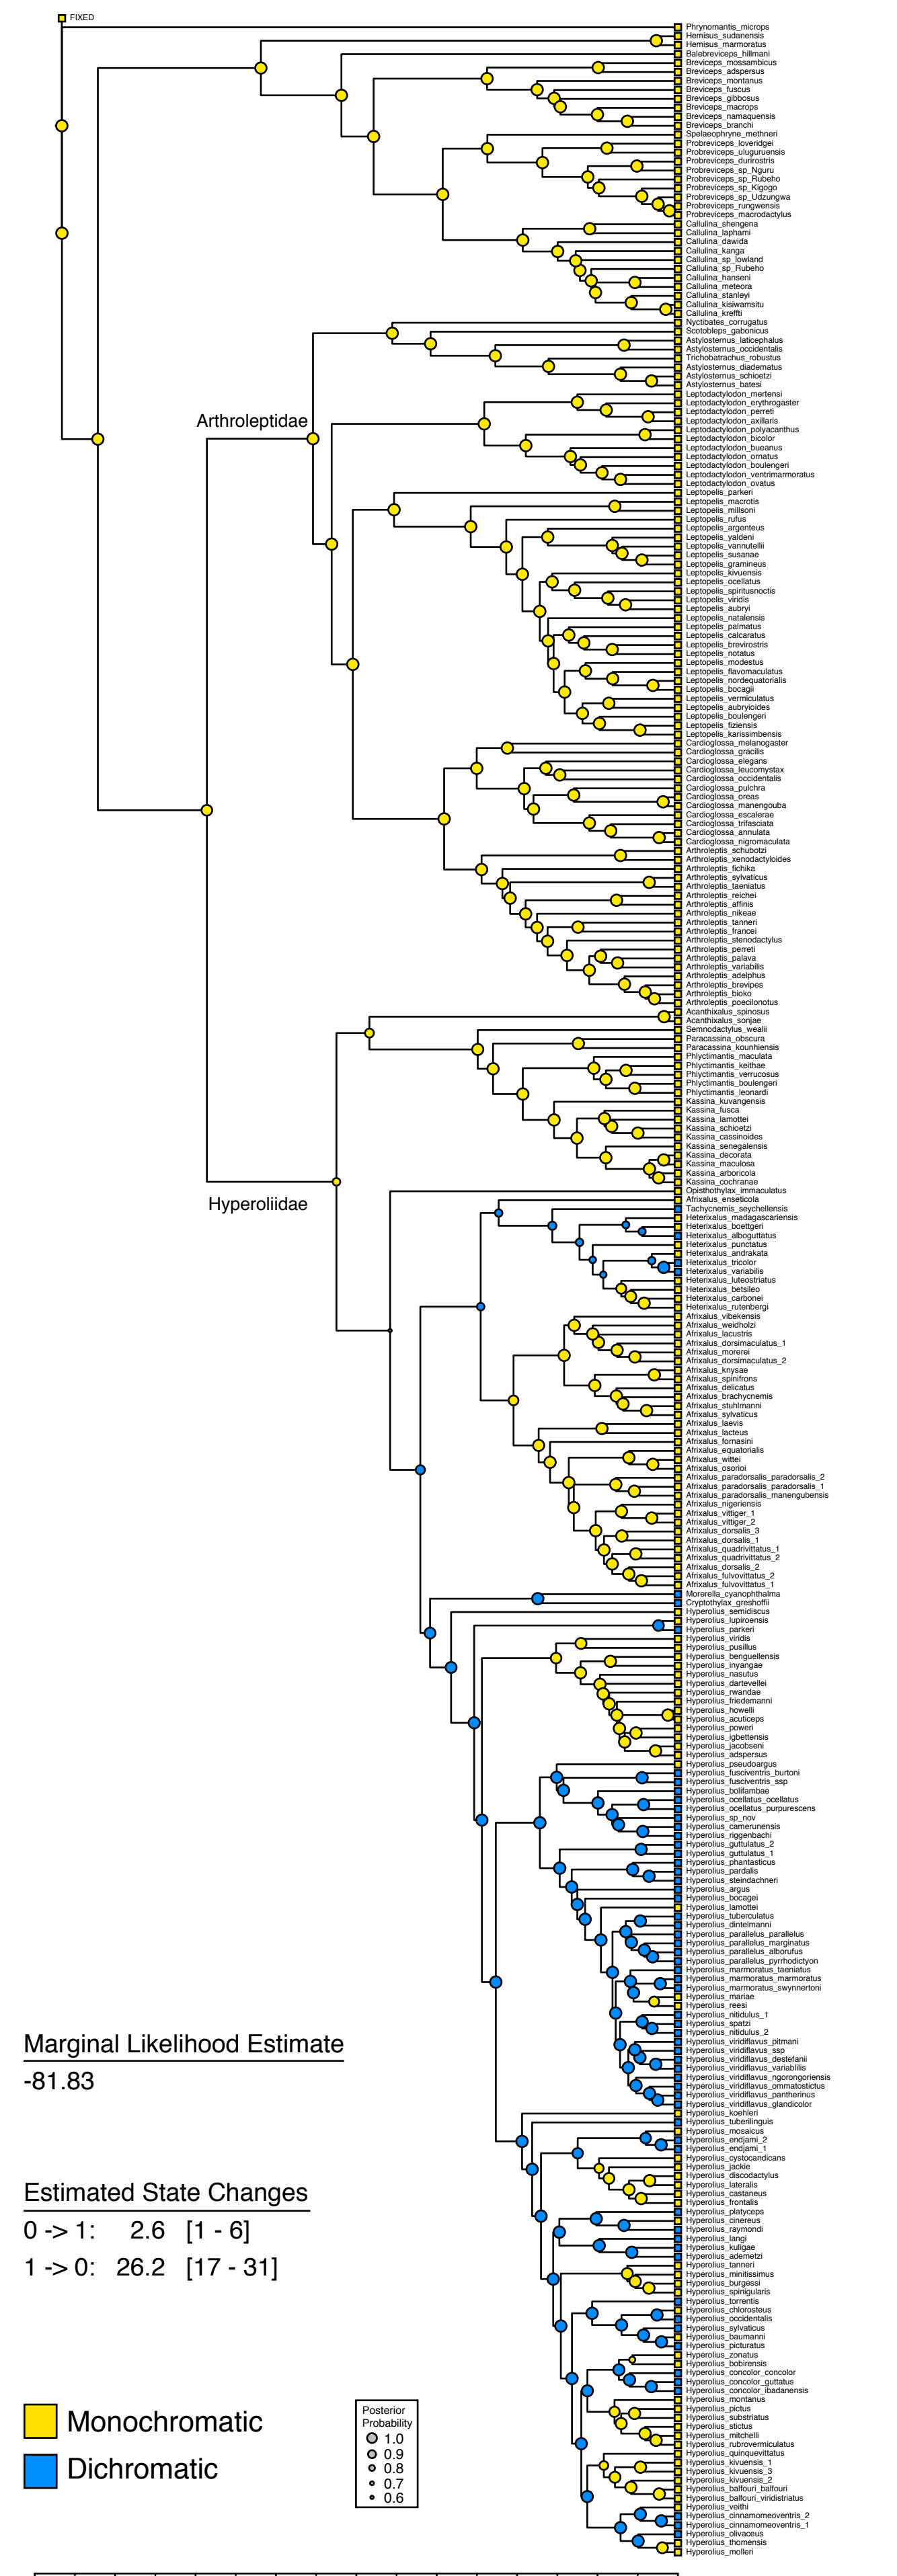 FIXED
Phrynomantis_microps
Hemisus_sudanensis
Hemisus_marmoratus
Balebreviceps_hillmani
Breviceps_mossambicus
Breviceps_adspersus
Breviceps_montanus
Breviceps_fuscus
Breviceps_gibbosus
Breviceps_macrops
Breviceps_namaquensis
Breviceps_branchi
Spelaeophryne_methneri
Probreviceps_loveridgei
Probreviceps_uluguruensis
Probreviceps_durirostris
Probreviceps_sp_Nguru
Probreviceps_sp_Rubeho
Probreviceps_sp_Kigogo
Probreviceps_sp_Udzungwa
Probreviceps_rungwensis
Probreviceps_macrodactylus
Callulina_shengena
Callulina_laphami
Callulina_dawida
Callulina_kanga
Callulina_sp_lowland
Callulina_sp_Rubeho
Callulina_hanseni
Callulina_meteora
Callulina_stanleyi
Callulina_kisiwamsitu
Callulina_kreffti
Nyctibates_corrugatus
Scotobleps_gabonicus
Astylosternus_laticephalus
Astylosternus_occidentalis
Trichobatrachus_robustus
Astylosternus_diadematus
Astylosternus_schioetzi
Astylosternus_batesi
Leptodactylodon_mertensi
Leptodactylodon_erythrogaster
Leptodactylodon_perreti
Leptodactylodon_axillaris
Arthroleptidae
Leptodactylodon_polyacanthus
Leptodactylodon_bicolor
Leptodactylodon_bueanus
Leptodactylodon_ornatus
Leptodactylodon_boulengeri
Leptodactylodon_ventrimarmoratus
Leptodactylodon_ovatus
Leptopelis_parkeri
Leptopelis_macrotis
Leptopelis_millsoni
Leptopelis_rufus
Leptopelis_argenteus
Leptopelis_yaldeni
Leptopelis_vannutellii
Leptopelis_susanae
Leptopelis_gramineus
Leptopelis_kivuensis
Leptopelis_ocellatus
Leptopelis_spiritusnoctis
Leptopelis_viridis
Leptopelis_aubryi
Leptopelis_natalensis
Leptopelis_palmatus
Leptopelis_calcaratus
Leptopelis_brevirostris
Leptopelis_notatus
Leptopelis_modestus
Leptopelis_flavomaculatus
Leptopelis_nordequatorialis
Leptopelis_bocagii
Leptopelis_vermiculatus
Leptopelis_aubryioides
Leptopelis_boulengeri
Leptopelis_fiziensis
Leptopelis_karissimbensis
Cardioglossa_melanogaster
Cardioglossa_gracilis
Cardioglossa_elegans
Cardioglossa_leucomystax
Cardioglossa_occidentalis
Cardioglossa_pulchra
Cardioglossa_oreas
Cardioglossa_manengouba
Cardioglossa_escalerae
Cardioglossa_trifasciata
Cardioglossa_annulata
Cardioglossa_nigromaculata
Arthroleptis_schubotzi
Arthroleptis_xenodactyloides
Arthroleptis_fichika
Arthroleptis_sylvaticus
Arthroleptis_taeniatus
Arthroleptis_reichei
Arthroleptis_affinis
Arthroleptis_nikeae
Arthroleptis_tanneri
Arthroleptis_francei
Arthroleptis_stenodactylus
Arthroleptis_perreti
Arthroleptis_palava
Arthroleptis_variabilis
Arthroleptis_adelphus
Arthroleptis_brevipes
Arthroleptis_bioko
Arthroleptis_poecilonotus
Acanthixalus_spinosus
Acanthixalus_sonjae
Semnodactylus_wealii
Paracassina_obscura
Paracassina_kounhiensis
Phlyctimantis_maculata
Phlyctimantis_keithae
Phlyctimantis_verrucosus
Phlyctimantis_boulengeri
Phlyctimantis_leonardi
Kassina_kuvangensis
Kassina_fusca
Kassina_lamottei
Kassina_schioetzi
Kassina_cassinoides
Kassina_senegalensis
Kassina_decorata
Kassina_maculosa
Kassina_arboricola
Kassina_cochranae
Hyperoliidae
Opisthothylax_immaculatus
Afrixalus_enseticola
Tachycnemis_seychellensis
Heterixalus_madagascariensis
Heterixalus_boettgeri
Heterixalus_alboguttatus
Heterixalus_punctatus
Heterixalus_andrakata
Heterixalus_tricolor
Heterixalus_variabilis
Heterixalus_luteostriatus
Heterixalus_betsileo
Heterixalus_carbonei
Heterixalus_rutenbergi
Afrixalus_vibekensis
Afrixalus_weidholzi
Afrixalus_lacustris
Afrixalus_dorsimaculatus_1
Afrixalus_morerei
Afrixalus_dorsimaculatus_2
Afrixalus_knysae
Afrixalus_spinifrons
Afrixalus_delicatus
Afrixalus_brachycnemis
Afrixalus_stuhlmanni
Afrixalus_sylvaticus
Afrixalus_laevis
Afrixalus_lacteus
Afrixalus_fornasini
Afrixalus_equatorialis
Afrixalus_wittei
Afrixalus_osorioi
Afrixalus_paradorsalis_paradorsalis_2
Afrixalus_paradorsalis_paradorsalis_1
Afrixalus_paradorsalis_manengubensis
Afrixalus_nigeriensis
Afrixalus_vittiger_1
Afrixalus_vittiger_2
Afrixalus_dorsalis_3
Afrixalus_dorsalis_1
Afrixalus_quadrivittatus_1
Afrixalus_quadrivittatus_2
Afrixalus_dorsalis_2
Afrixalus_fulvovittatus_2
Afrixalus_fulvovittatus_1
Morerella_cyanophthalma
Cryptothylax_greshoffii
Hyperolius_semidiscus
Hyperolius_lupiroensis
Hyperolius_parkeri
Hyperolius_viridis
Hyperolius_pusillus
Hyperolius_benguellensis
Hyperolius_inyangae
Hyperolius_nasutus
Hyperolius_dartevellei
Hyperolius_rwandae
Hyperolius_friedemanni
Hyperolius_howelli
Hyperolius_acuticeps
Hyperolius_poweri
Hyperolius_igbettensis
Hyperolius_jacobseni
Hyperolius_adspersus
Hyperolius_pseudoargus
Hyperolius_fusciventris_burtoni
Hyperolius_fusciventris_ssp
Hyperolius_bolifambae
Hyperolius_ocellatus_ocellatus
Hyperolius_ocellatus_purpurescens
Hyperolius_sp_nov
Hyperolius_camerunensis
Hyperolius_riggenbachi
Hyperolius_guttulatus_2
Hyperolius_guttulatus_1
Hyperolius_phantasticus
Hyperolius_pardalis
Hyperolius_steindachneri
Hyperolius_argus
Hyperolius_bocagei
Hyperolius_lamottei
Hyperolius_tuberculatus
Hyperolius_dintelmanni
Hyperolius_parallelus_parallelus
Hyperolius_parallelus_marginatus
Hyperolius_parallelus_alborufus
Hyperolius_parallelus_pyrrhodictyon
Hyperolius_marmoratus_taeniatus
Hyperolius_marmoratus_marmoratus
Hyperolius_marmoratus_swynnertoni
Hyperolius_mariae
Hyperolius_reesi
Hyperolius_nitidulus_1
Hyperolius_spatzi
Hyperolius_nitidulus_2
Hyperolius_viridiflavus_pitmani
Hyperolius_viridiflavus_ssp
Hyperolius_viridiflavus_destefanii
Hyperolius_viridiflavus_variabilis
Hyperolius_viridiflavus_ngorongoriensis
Hyperolius_viridiflavus_ommatostictus
Hyperolius_viridiflavus_pantherinus
Hyperolius_viridiflavus_glandicolor
Marginal Likelihood Estimate
-81.83
Hyperolius_koehleri
Hyperolius_tuberilinguis
Hyperolius_mosaicus
Hyperolius_endjami_2
Hyperolius_endjami_1
Hyperolius_cystocandicans
Hyperolius_jackie
Hyperolius_discodactylus
Hyperolius_lateralis
Hyperolius_castaneus
Hyperolius_frontalis
Hyperolius_platyceps
Hyperolius_cinereus
Hyperolius_raymondi
Hyperolius_langi
Hyperolius_kuligae
Hyperolius_ademetzi
Hyperolius_tanneri
Hyperolius_minitissimus
Hyperolius_burgessi
Hyperolius_spinigularis
Estimated State Changes
0 -> 1: 2.6 [1 - 6]
1 -> 0: 26.2 [17 - 31]
Hyperolius_torrentis
Hyperolius_chlorosteus
Hyperolius_occidentalis
Hyperolius_sylvaticus
Hyperolius_baumanni
Hyperolius_picturatus
Hyperolius_zonatus
Hyperolius_bobirensis
Hyperolius_concolor_concolor
Hyperolius_concolor_guttatus
Hyperolius_concolor_ibadanensis
Hyperolius_montanus
Hyperolius_pictus
Hyperolius_substriatus
Hyperolius_stictus
Hyperolius_mitchelli
Hyperolius_rubrovermiculatus
Hyperolius_quinquevittatus
Hyperolius_kivuensis_1
Hyperolius_kivuensis_3
Hyperolius_kivuensis_2
Hyperolius_balfouri_balfouri
Hyperolius_balfouri_viridistriatus
Hyperolius_veithi
Hyperolius_cinnamomeoventris_2
Hyperolius_cinnamomeoventris_1
Hyperolius_olivaceus
Hyperolius_thomensis
Hyperolius_molleri
Monochromatic
Dichromatic
Posterior
Probability
1.0
0.9
0.8
0.7
0.6